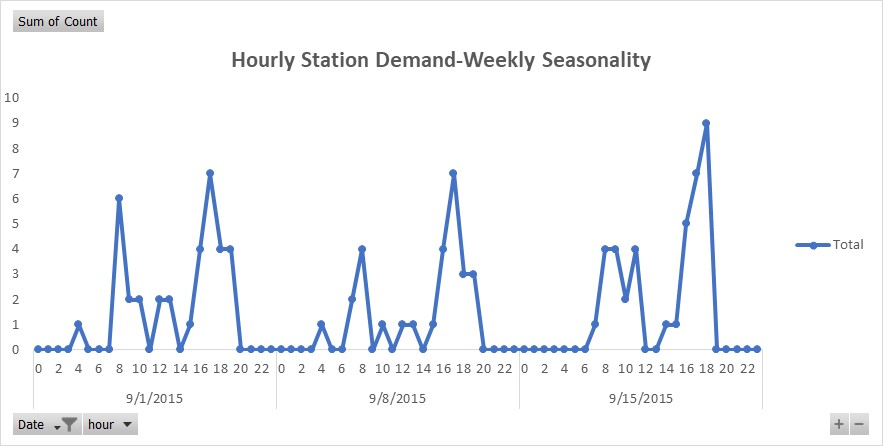 Sum of Count
Hourly Station Demand-Weekly Seasonality
10
9
8
7
6
5
4
3
2
1
0
Total
0 2 4 6 8 10 12 14 16 18 20 22 0 2 4 6 8 10 12 14 16 18 20 22 0 2 4 6 8 10 12 14 16 18 20 22
9/1/2015 9/8/2015 9/15/2015
Date hour + −